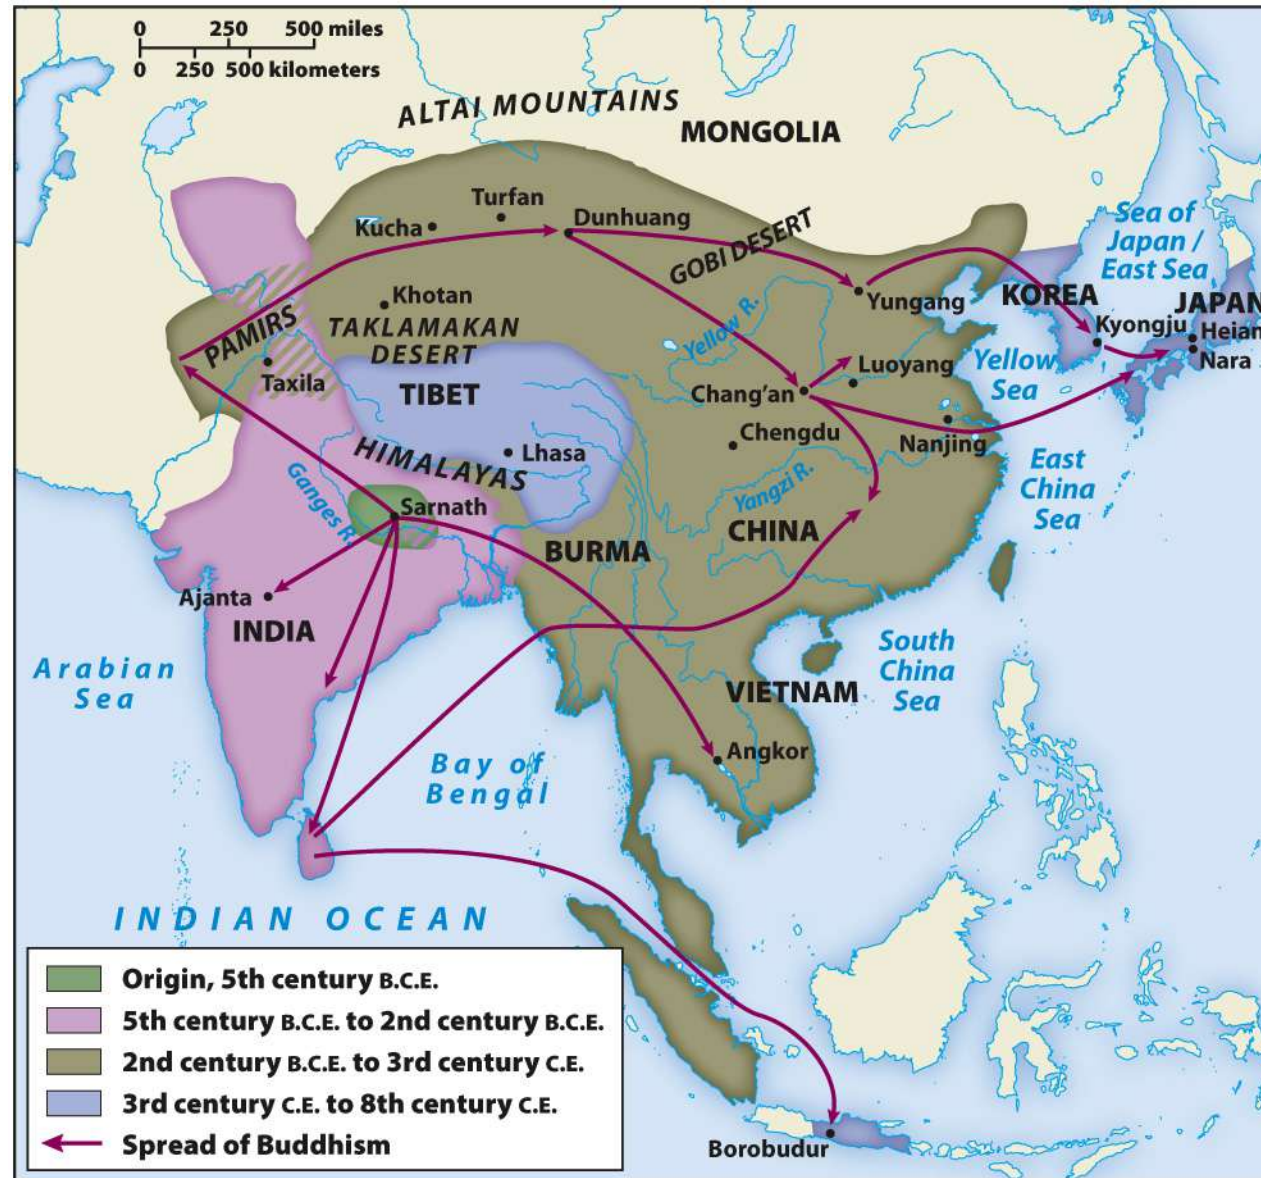 0 250 500 miles
0 250 500 kilometers
ALTAI MOUNTAINS
MONGOLIA
Turfan
Kucha
Dunhuang
GOBI DESERT
Sea of
Japan /
East Sea
Khotan
Yungang
KOREA
JAPAN
PAMIRS
TAKLAMAKAN
DESERT
Yellow R.
Kyongju
Heian
Nara
Taxila
TIBET
Luoyang
Yellow
Sea
Chang'an
Chengdu
Nanjing
HIMALAYAS
Lhasa
Ganges R.
Sarnath
Yangzi R.
East
China
Sea
CHINA
BURMA
Ajanta
INDIA
Arabian
Sea
South
China
Sea
VIETNAM
Angkor
Bay of
Bengal
INDIAN OCEAN
Origin, 5th century B.C.E.
5th century B.C.E. to 2nd century B.C.E.
2nd century B.C.E. to 3rd century C.E.
3rd century C.E. to 8th century C.E.
Spread of Buddhism
Borobudur